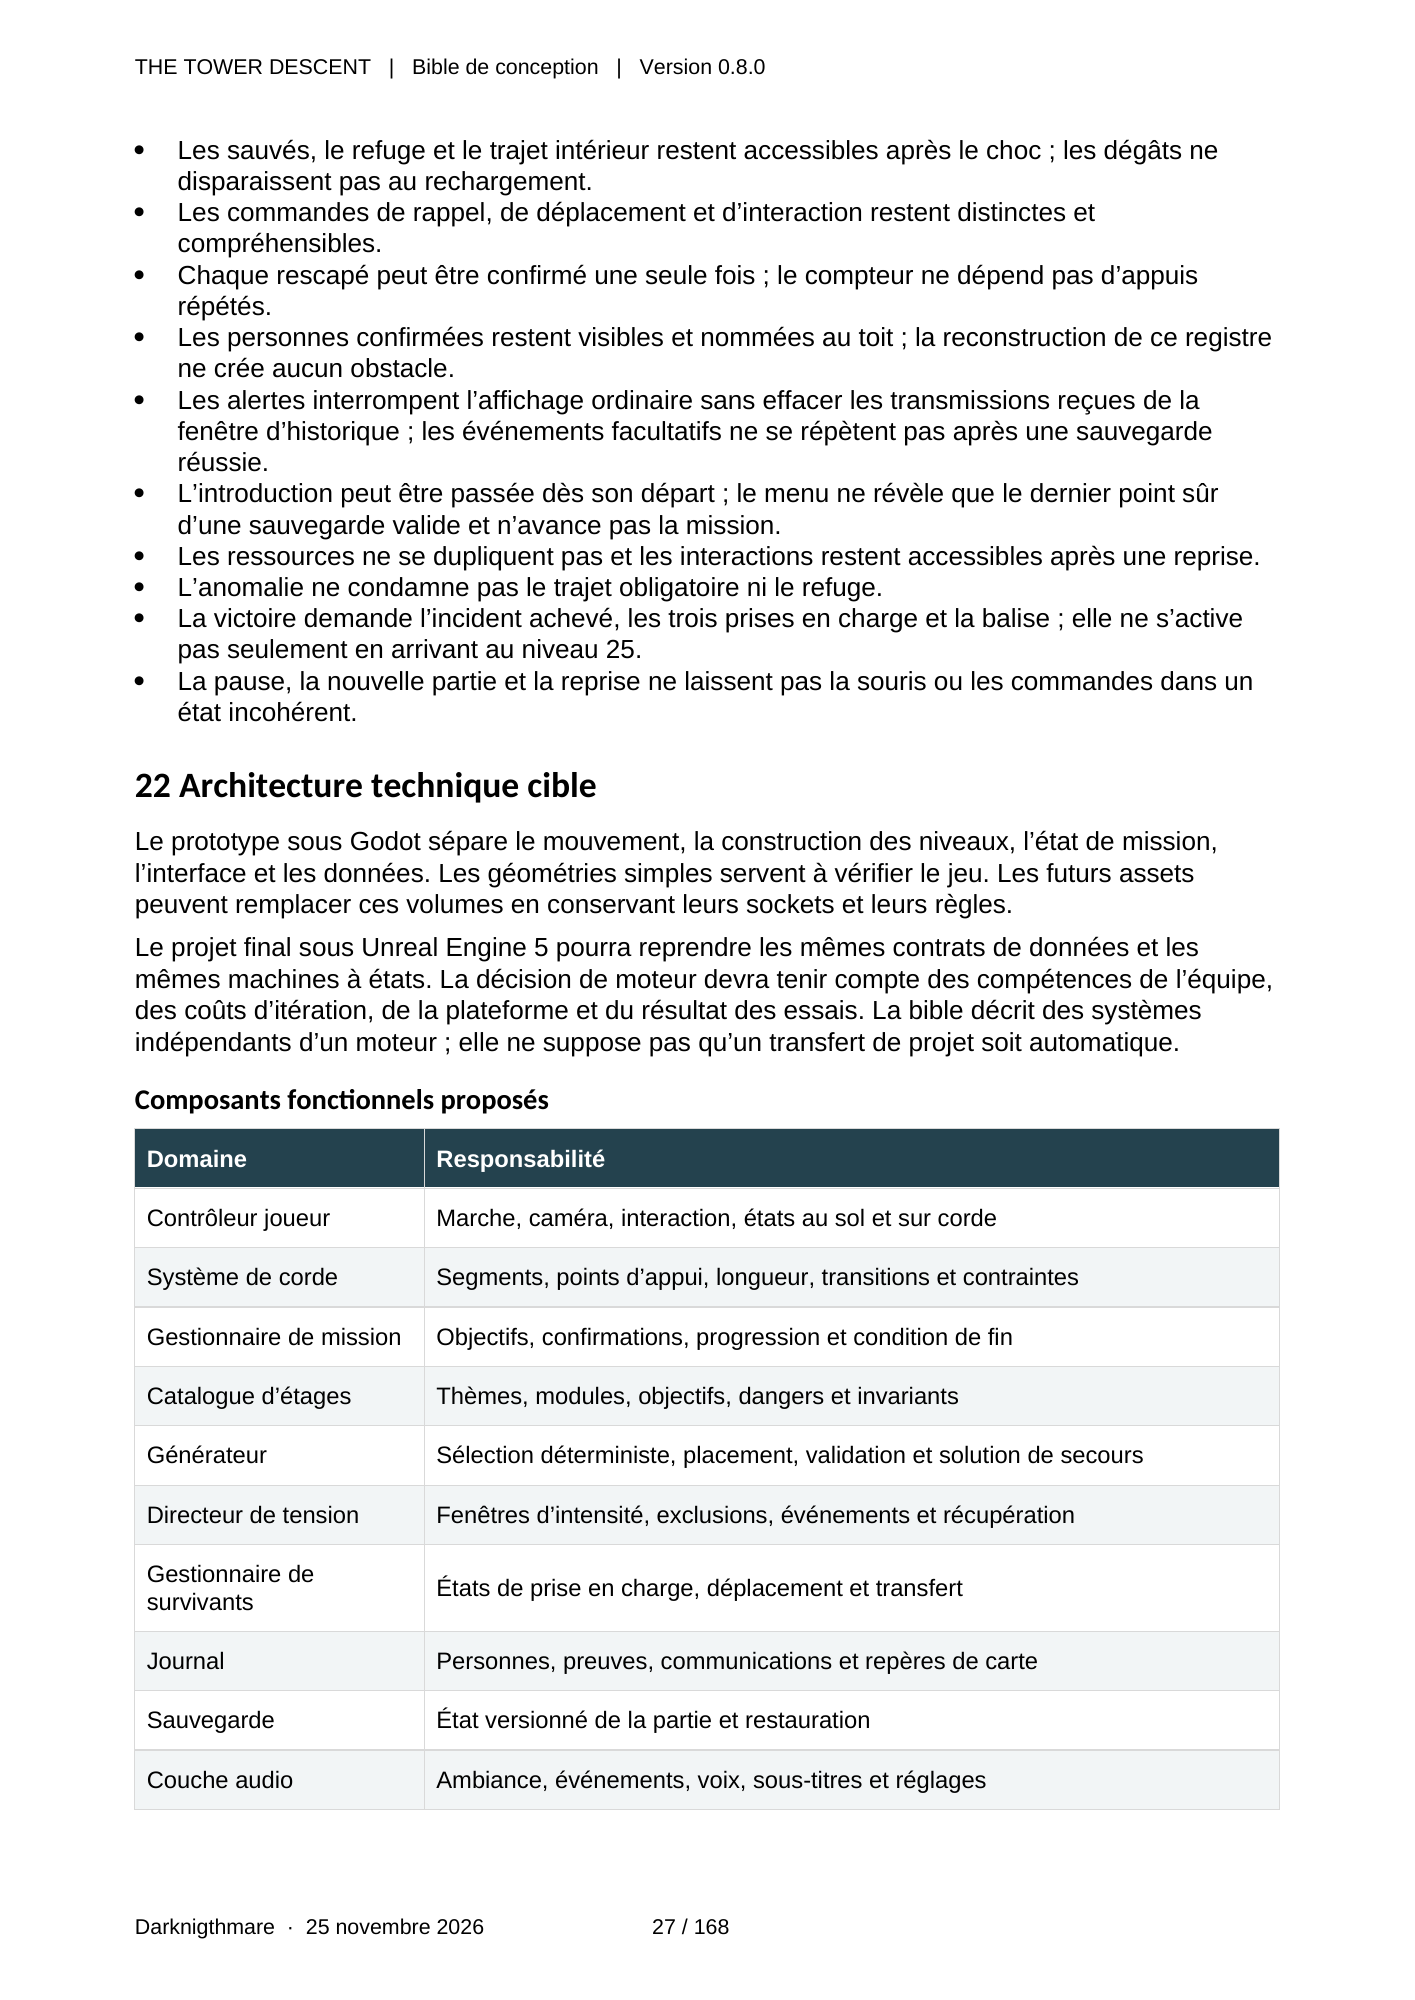 THE TOWER DESCENT | Bible de conception | Version 0.8.0
• Les sauvés, le refuge et le trajet intérieur restent accessibles après le choc ; les dégâts ne
disparaissent pas au rechargement.
• Les commandes de rappel, de déplacement et d’interaction restent distinctes et
compréhensibles.
• Chaque rescapé peut être confirmé une seule fois ; le compteur ne dépend pas d’appuis
répétés.
• Les personnes confirmées restent visibles et nommées au toit ; la reconstruction de ce registre
ne crée aucun obstacle.
• Les alertes interrompent l’affichage ordinaire sans effacer les transmissions reçues de la
fenêtre d’historique ; les événements facultatifs ne se répètent pas après une sauvegarde
réussie.
• L’introduction peut être passée dès son départ ; le menu ne révèle que le dernier point sûr
d’une sauvegarde valide et n’avance pas la mission.
• Les ressources ne se dupliquent pas et les interactions restent accessibles après une reprise.
• L’anomalie ne condamne pas le trajet obligatoire ni le refuge.
• La victoire demande l’incident achevé, les trois prises en charge et la balise ; elle ne s’active
pas seulement en arrivant au niveau 25.
• La pause, la nouvelle partie et la reprise ne laissent pas la souris ou les commandes dans un
état incohérent.
22 Architecture technique cible
Le prototype sous Godot sépare le mouvement, la construction des niveaux, l’état de mission,
l’interface et les données. Les géométries simples servent à vérifier le jeu. Les futurs assets
peuvent remplacer ces volumes en conservant leurs sockets et leurs règles.
Le projet final sous Unreal Engine 5 pourra reprendre les mêmes contrats de données et les
mêmes machines à états. La décision de moteur devra tenir compte des compétences de l’équipe,
des coûts d’itération, de la plateforme et du résultat des essais. La bible décrit des systèmes
indépendants d’un moteur ; elle ne suppose pas qu’un transfert de projet soit automatique.
Composants fonctionnels proposés
Domaine Responsabilité
Contrôleur joueur Marche, caméra, interaction, états au sol et sur corde
Système de corde Segments, points d’appui, longueur, transitions et contraintes
Gestionnaire de mission Objectifs, confirmations, progression et condition de fin
Catalogue d’étages Thèmes, modules, objectifs, dangers et invariants
Générateur Sélection déterministe, placement, validation et solution de secours
Directeur de tension Fenêtres d’intensité, exclusions, événements et récupération
Gestionnaire de
survivants États de prise en charge, déplacement et transfert
Journal Personnes, preuves, communications et repères de carte
Sauvegarde État versionné de la partie et restauration
Couche audio Ambiance, événements, voix, sous-titres et réglages
Darknigthmare · 25 novembre 2026 27 / 168